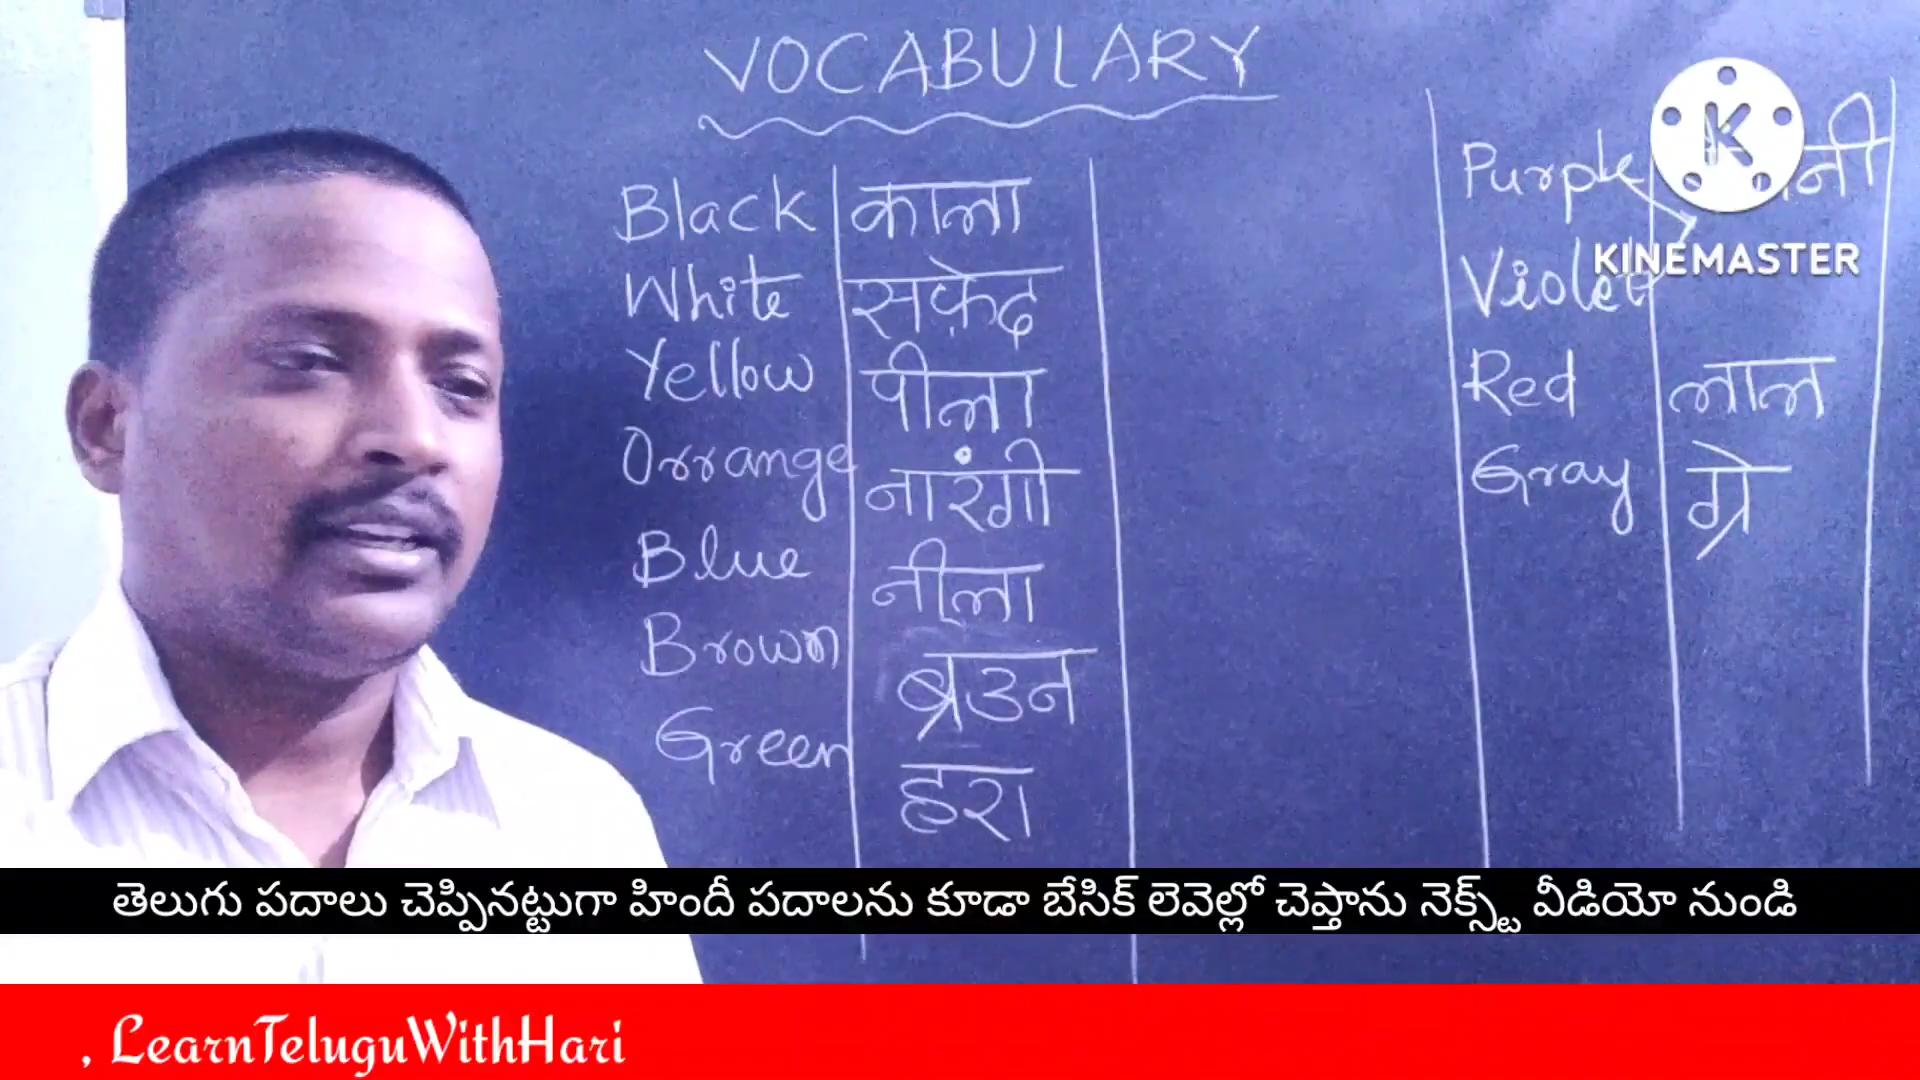 VOCABULARY
Black काला
White सफ़ेद
Yellow पीला
Orrange नारंगी
Blue नीला
Brown ब्राउन
Green हरा
Purple
Violet
Red लाल
Gray ग्रे
K
KINEMASTER
తెలుగు పదాలు చెప్పినట్టుగా హిందీ పదాలను కూడా బేసిక్ లెవెల్లో చెప్తాను నెక్స్ట్ వీడియో నుండి
, LearnTeluguWithHari